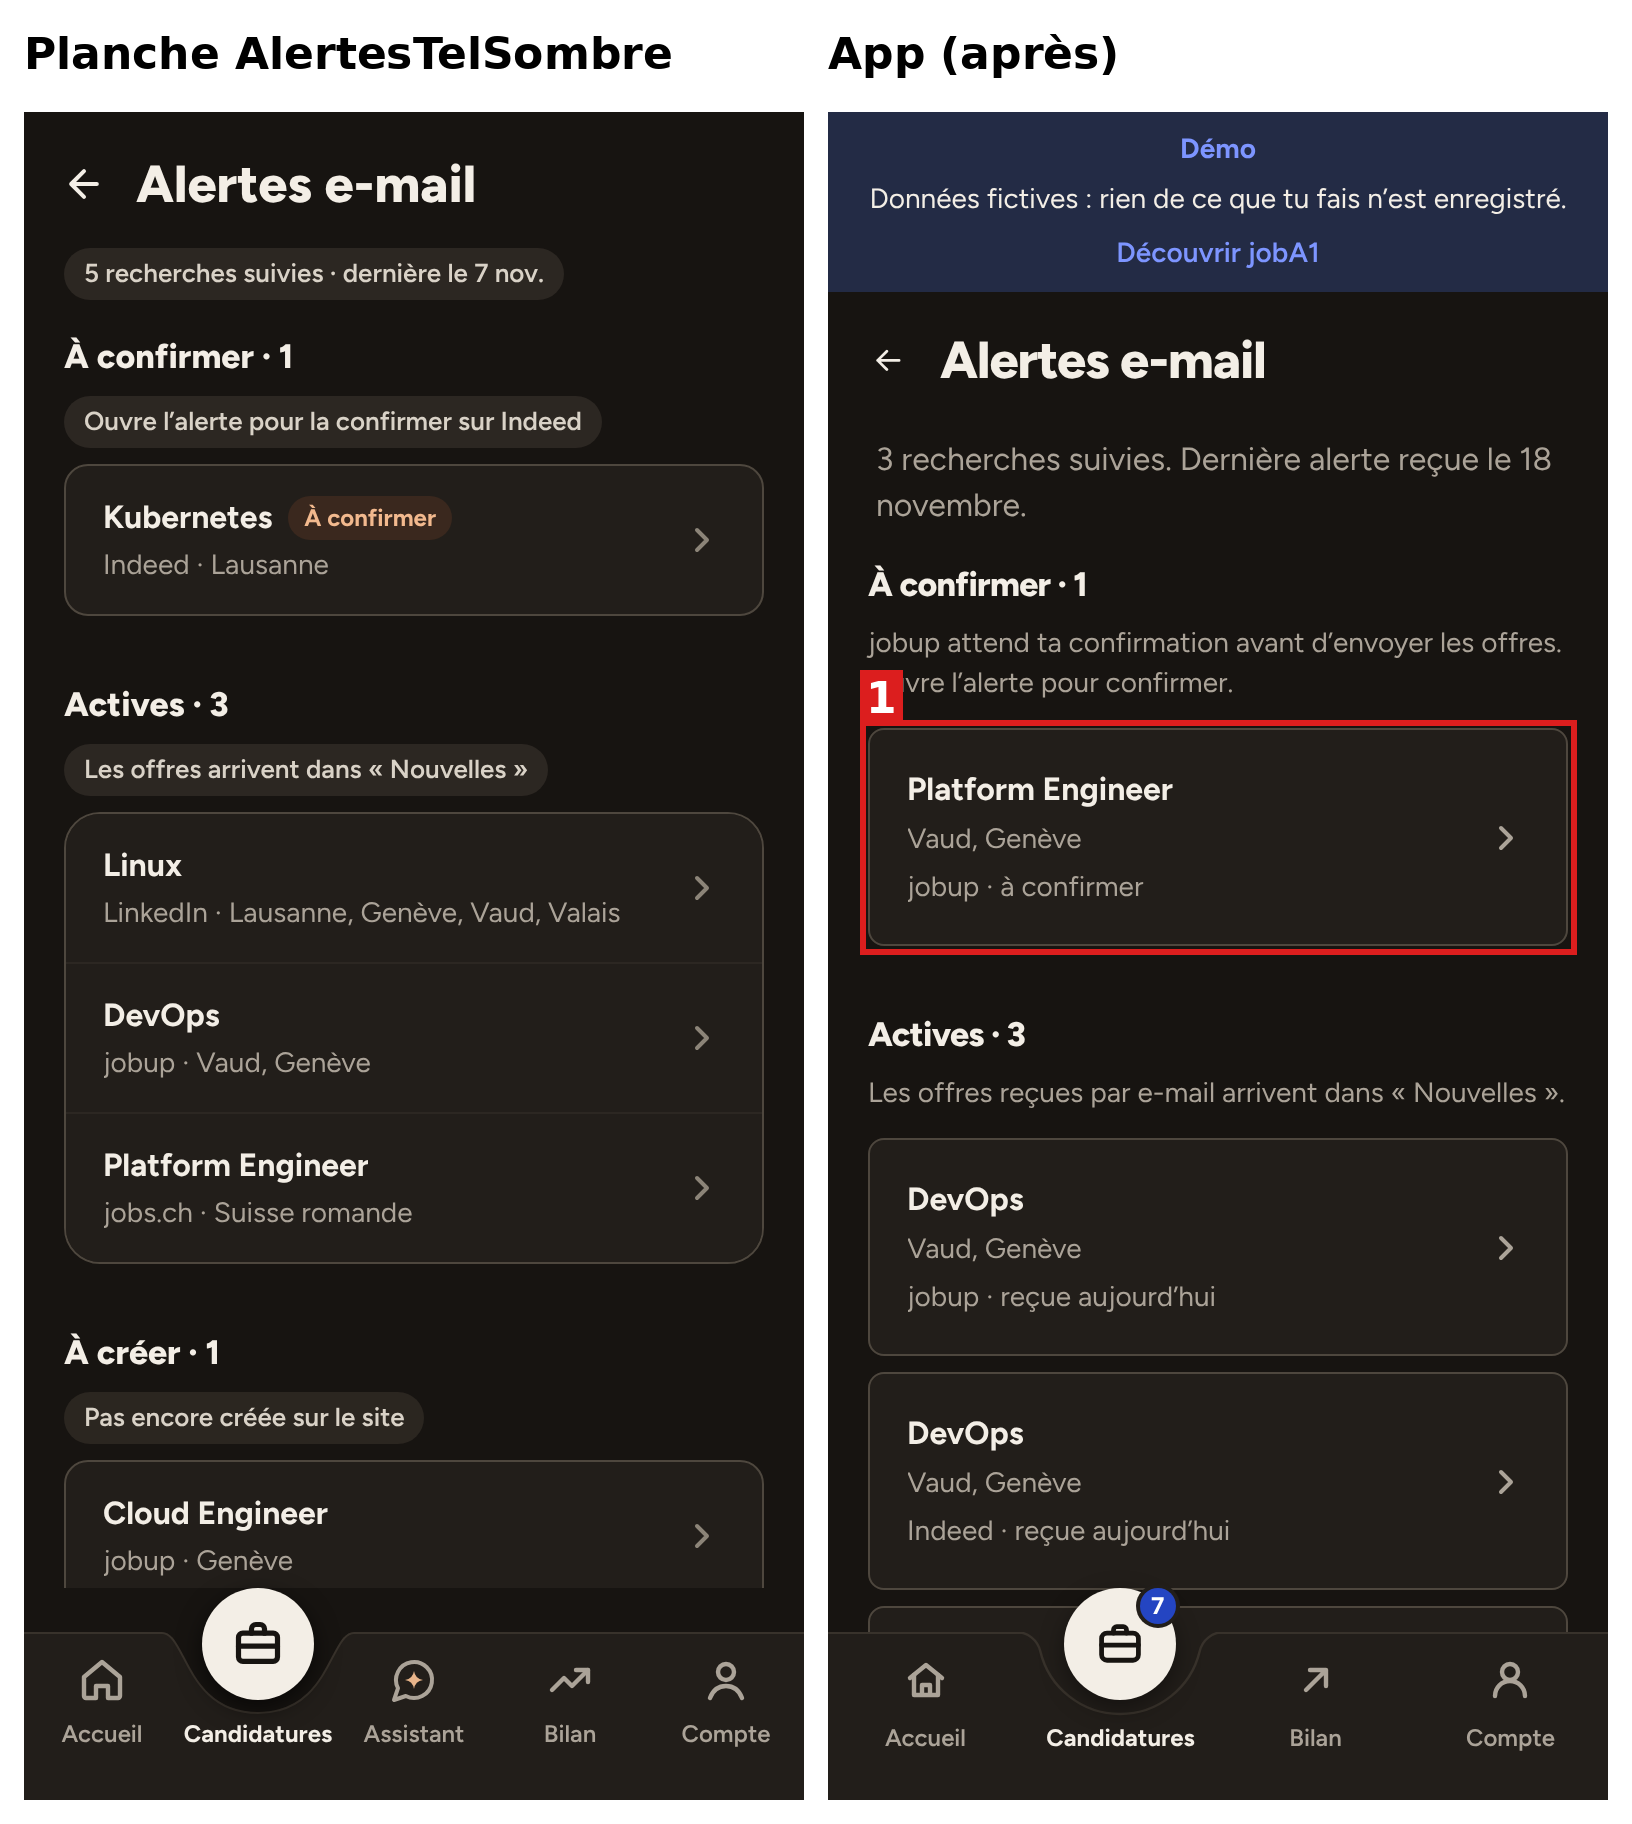 Planche AlertesTelSombre
Alertes e-mail
5 recherches suivies · dernière le 7 nov.
À confirmer · 1
Ouvre l’alerte pour la confirmer sur Indeed
Kubernetes À confirmer
Indeed · Lausanne
Actives · 3
Les offres arrivent dans « Nouvelles »
Linux
LinkedIn · Lausanne, Genève, Vaud, Valais
DevOps
jobup · Vaud, Genève
Platform Engineer
jobs.ch · Suisse romande
À créer · 1
Pas encore créée sur le site
Cloud Engineer
jobup · Genève
Accueil Candidatures Assistant Bilan Compte
App (après)
Démo
Données fictives : rien de ce que tu fais n’est enregistré.
Découvrir jobA1
Alertes e-mail
3 recherches suivies. Dernière alerte reçue le 18
novembre.
À confirmer · 1
jobup attend ta confirmation avant d’envoyer les offres.
vre l’alerte pour confirmer.
1
Platform Engineer
Vaud, Genève
jobup · à confirmer
Actives · 3
Les offres reçues par e-mail arrivent dans « Nouvelles ».
DevOps
Vaud, Genève
jobup · reçue aujourd’hui
DevOps
Vaud, Genève
Indeed · reçue aujourd’hui
7
Accueil Candidatures Bilan Compte